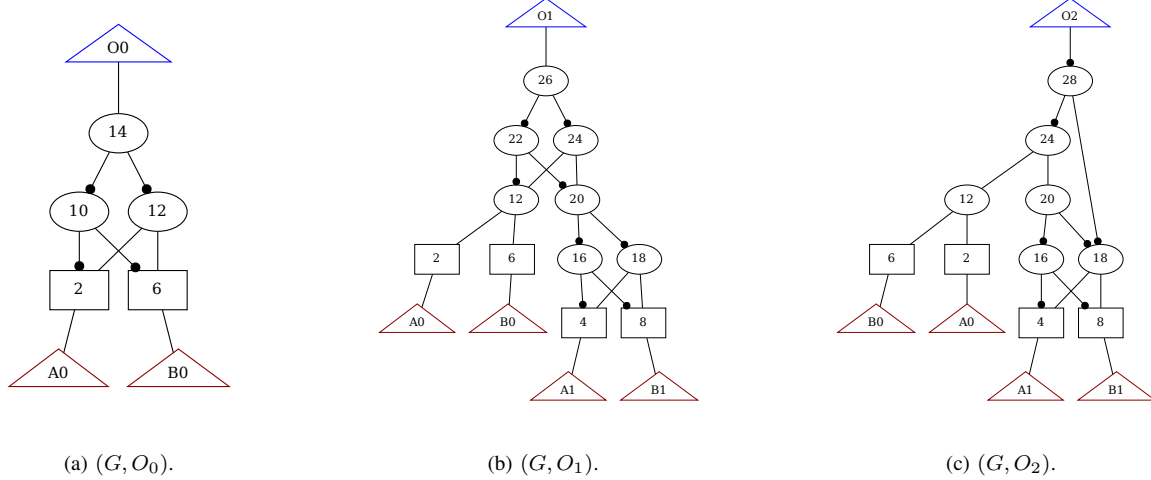 O0
14
10 12
2 6
A0 B0
(a) (G, O₀).
O1
26
22 24
12 20
2 6 16 18
A0 B0 4 8
A1 B1
(b) (G, O₁).
O2
28
24
12 20
6 2 16 18
B0 A0 4 8
A1 B1
(c) (G, O₂).